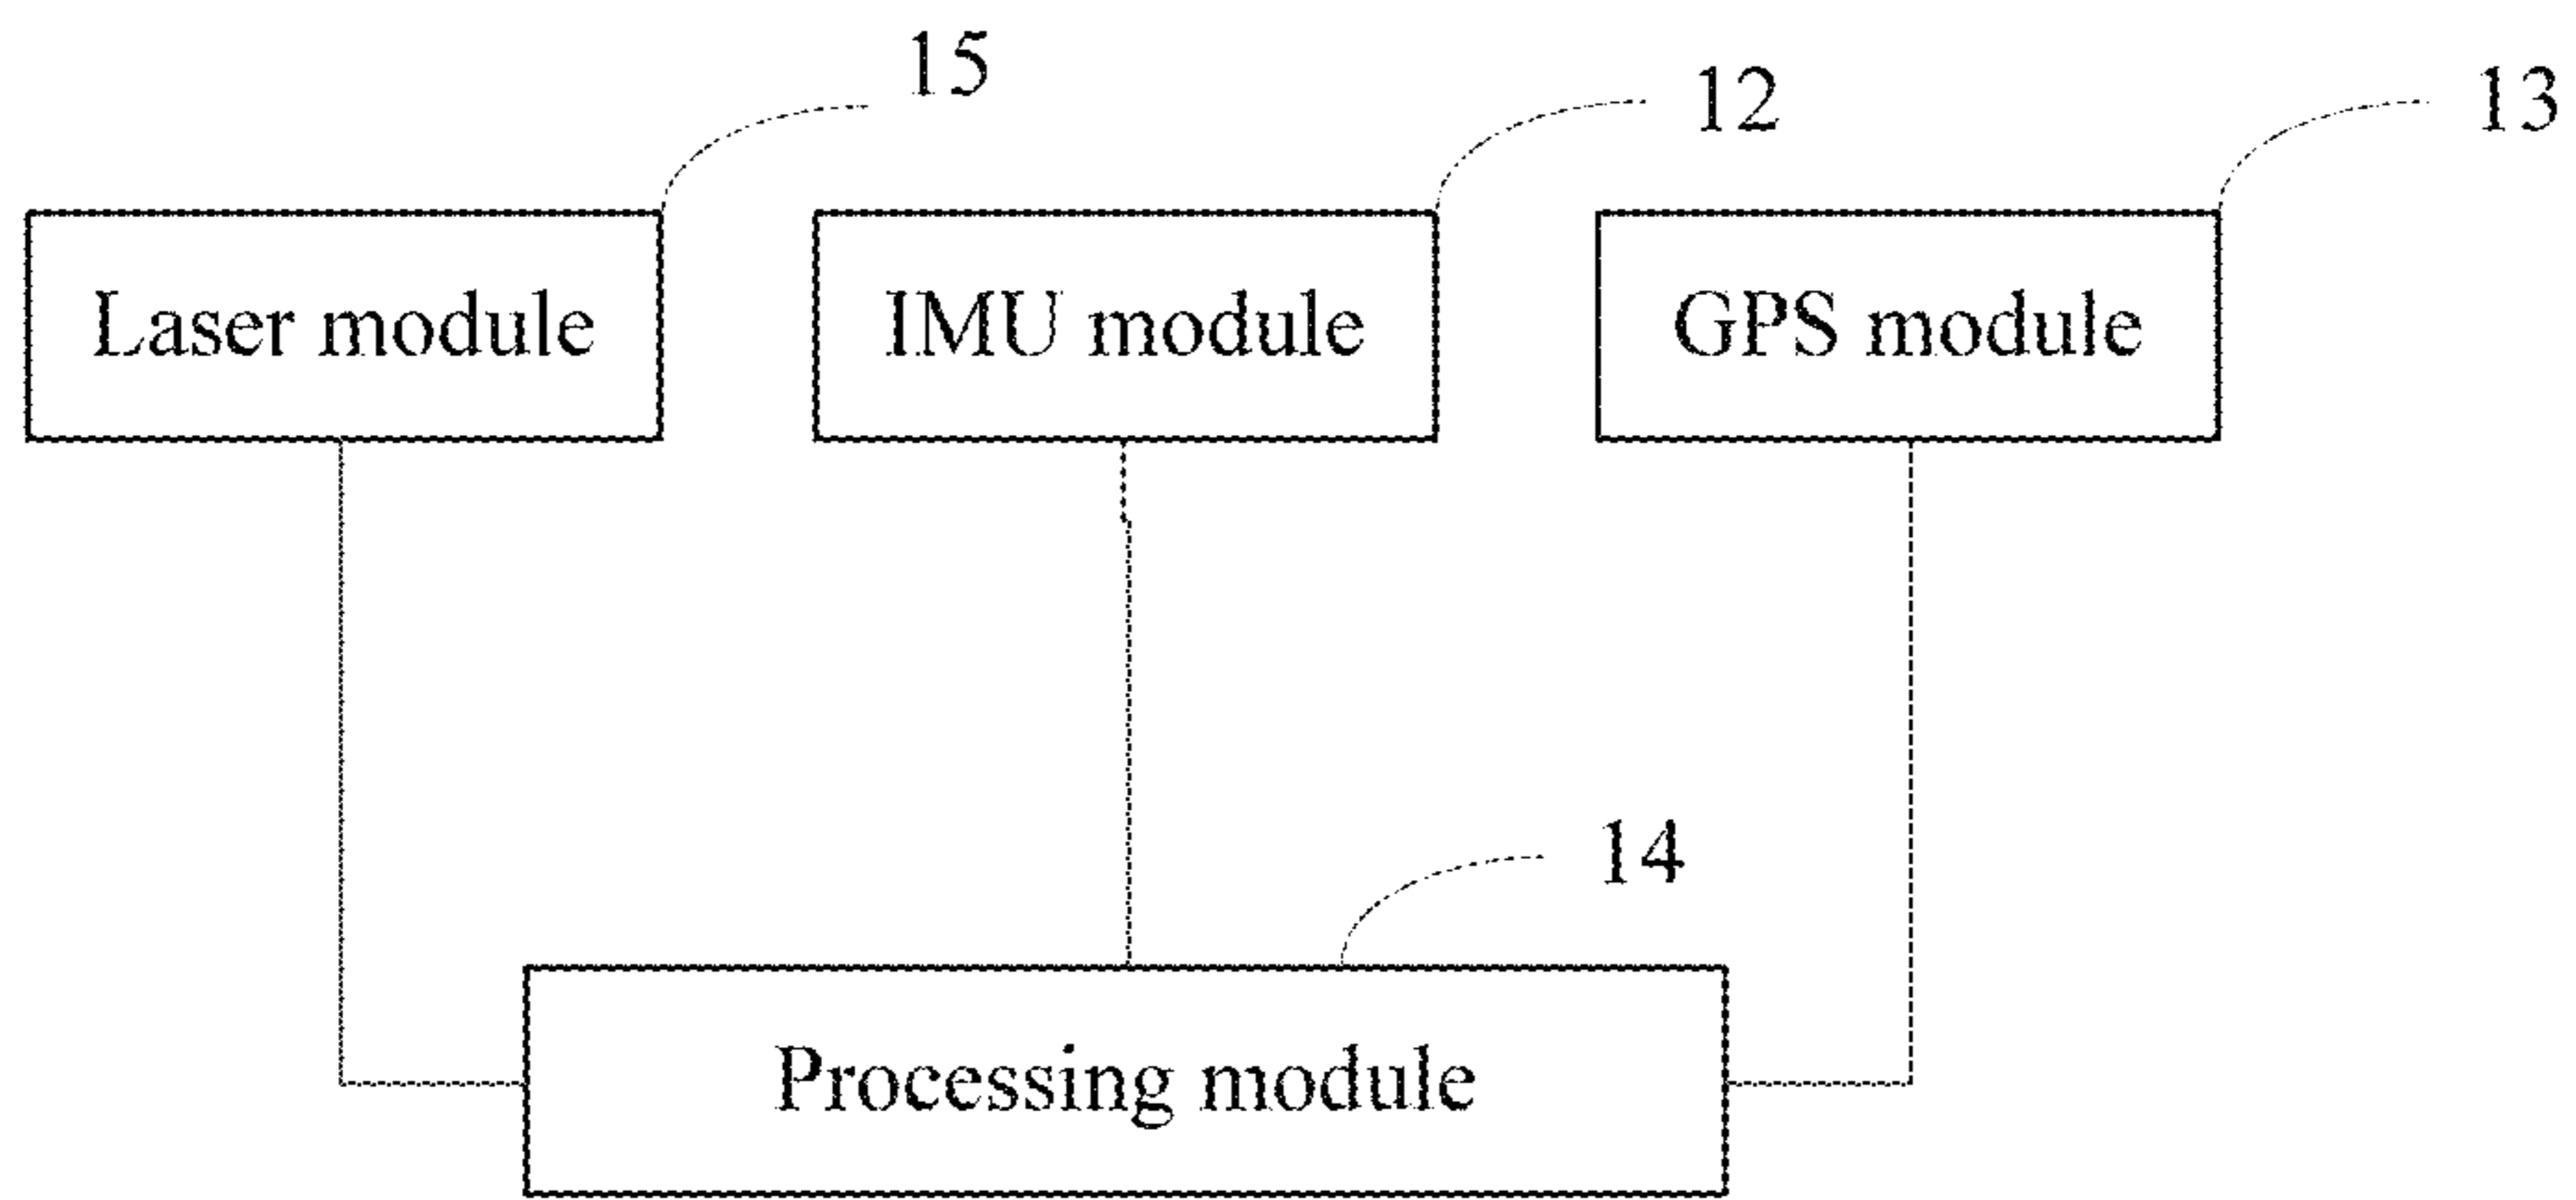 15
12
13
Laser module
IMU module
GPS module
14
Processing module